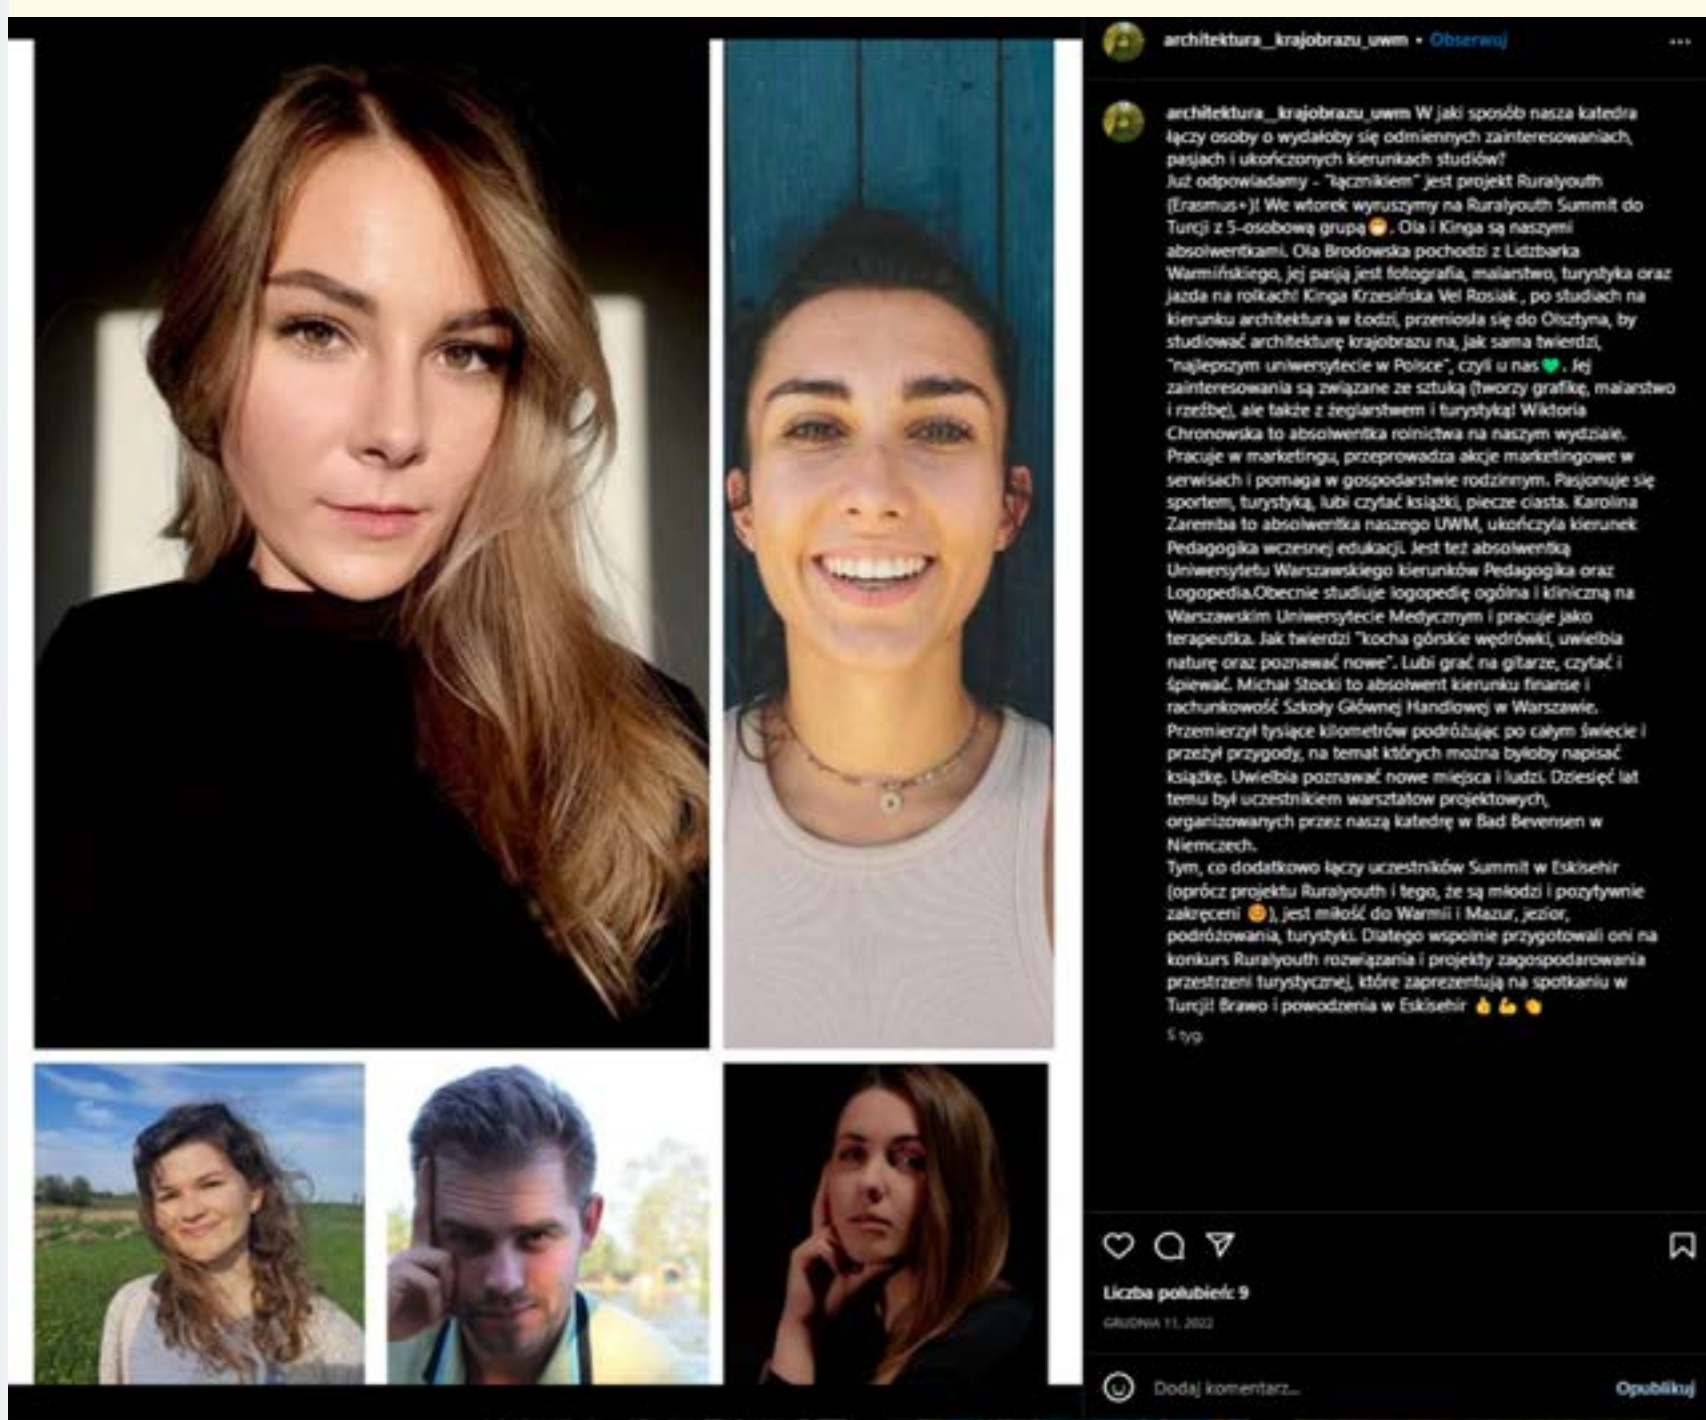 architektura__krajobrazu_uwm • Obserwuj
architektura__krajobrazu_uwm W jaki sposób nasza katedra
łączy osoby o wydałoby się odmiennych zainteresowaniach,
pasjach i ukończonych kierunkach studiów?
Już odpowiadamy - "łącznikiem" jest projekt Ruralyouth
(Erasmus+)! We wtorek wyruszymy na Ruralyouth Summit do
Turcji z 5-osobową grupą😁. Ola i Kinga są naszymi
absolwentkami. Ola Brodowska pochodzi z Lidzbarka
Warmińskiego, jej pasją jest fotografia, malarstwo, turystyka oraz
jazda na rolkach! Kinga Krzesińska Vel Rosiak , po studiach na
kierunku architektura w Łodzi, przeniosła się do Olsztyna, by
studiować architekturę krajobrazu na, jak sama twierdzi,
"najlepszym uniwersytecie w Polsce", czyli u nas💚. Jej
zainteresowania są związane ze sztuką (tworzy grafikę, malarstwo
i rzeźbę), ale także z żeglarstwem i turystyką! Wiktoria
Chronowska to absolwentka rolnictwa na naszym wydziale.
Pracuje w marketingu, przeprowadza akcje marketingowe w
serwisach i pomaga w gospodarstwie rodzinnym. Pasjonuje się
sportem, turystyką, lubi czytać książki, piecze ciasta. Karolina
Zaremba to absolwentka naszego UWM, ukończyła kierunek
Pedagogika wczesnej edukacji. Jest też absolwentką
Uniwersytetu Warszawskiego kierunków Pedagogika oraz
Logopedia.Obecnie studiuje logopedię ogólna i kliniczną na
Warszawskim Uniwersytecie Medycznym i pracuje jako
terapeutka. Jak twierdzi "kocha górskie wędrówki, uwielbia
naturę oraz poznawać nowe". Lubi grać na gitarze, czytać i
śpiewać. Michał Stocki to absolwent kierunku finanse i
rachunkowość Szkoły Głównej Handlowej w Warszawie.
Przemierzył tysiące kilometrów podróżując po całym świecie i
przeżył przygody, na temat których można byłoby napisać
książkę. Uwielbia poznawać nowe miejsca i ludzi. Dziesięć lat
temu był uczestnikiem warsztatow projektowych,
organizowanych przez naszą katedrę w Bad Bevensen w
Niemczech.
Tym, co dodatkowo łączy uczestników Summit w Eskisehir
(oprócz projektu Ruralyouth i tego, że są młodzi i pozytywnie
zakręceni 😊), jest miłość do Warmii i Mazur, jezior,
podróżowania, turystyki. Dlatego wspolnie przygotowali oni na
konkurs Ruralyouth rozwiązania i projekty zagospodarowania
przestrzeni turystycznej, które zaprezentują na spotkaniu w
Turcji! Brawo i powodzenia w Eskisehir 👍 💪 👏
5 tyg.
Liczba polubień: 9
GRUDNIA 11, 2022
Dodaj komentarz...
Opublikuj